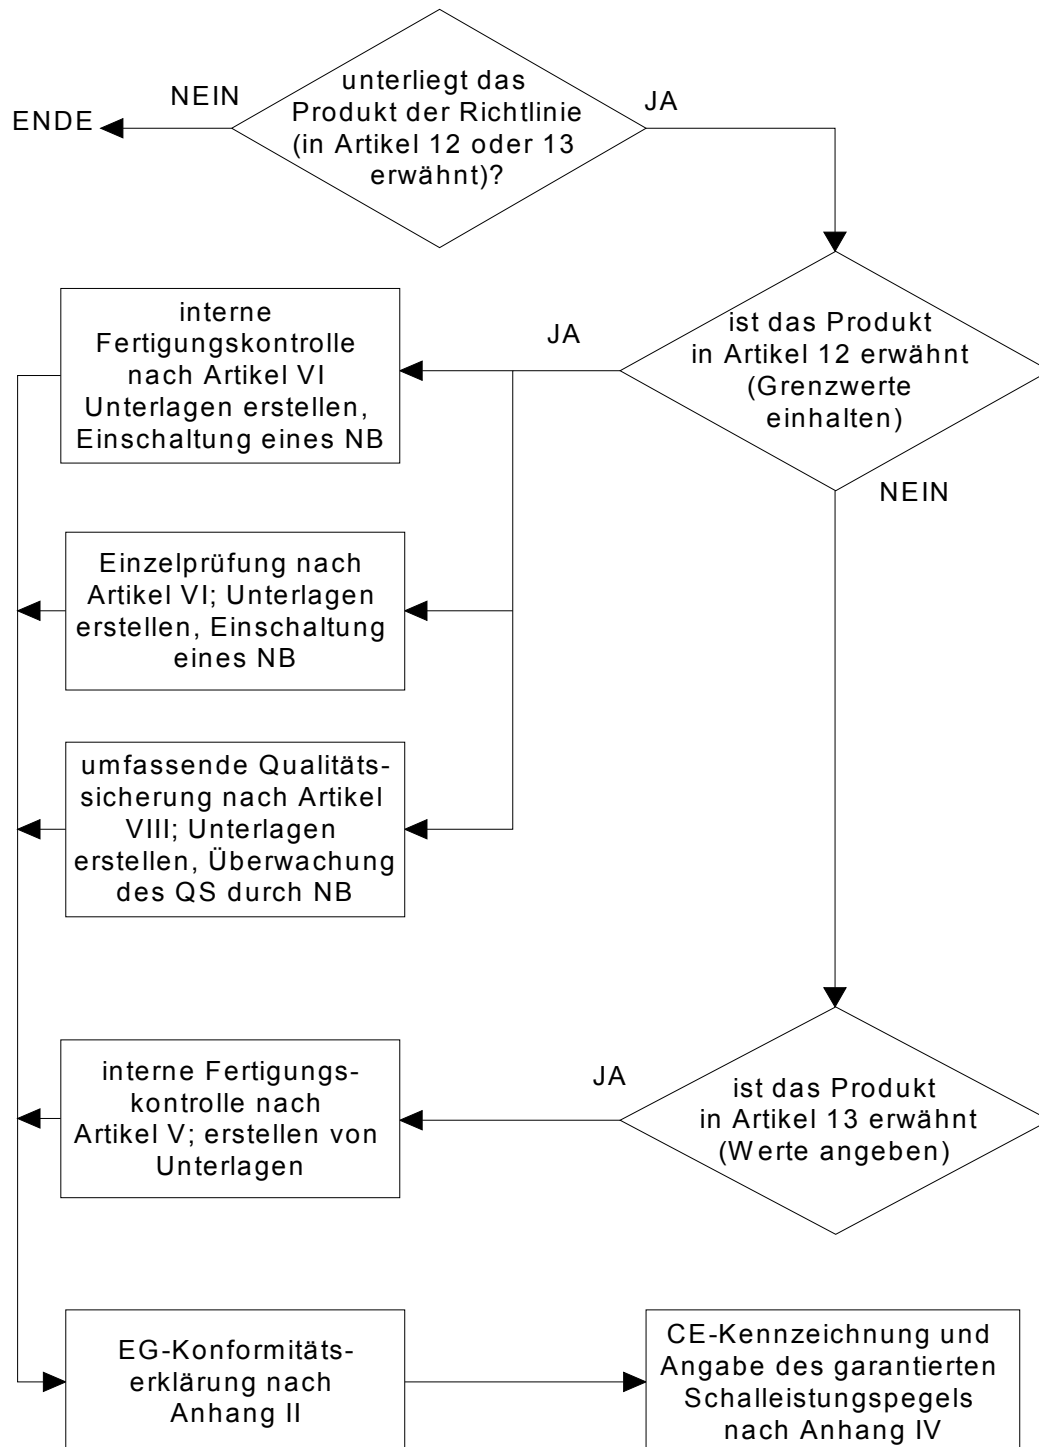 unterliegt das
Produkt der Richtlinie
(in Artikel 12 oder 13
erwähnt)?
NEIN
JA
ENDE
ist das Produkt
in Artikel 12 erwähnt
(Grenzwerte
einhalten)
JA
NEIN
interne
Fertigungskontrolle
nach Artikel VI
Unterlagen erstellen,
Einschaltung eines NB
Einzelprüfung nach
Artikel VI; Unterlagen
erstellen, Einschaltung
eines NB
umfassende Qualitäts-
sicherung nach Artikel
VIII; Unterlagen
erstellen, Überwachung
des QS durch NB
ist das Produkt
in Artikel 13 erwähnt
(Werte angeben)
JA
interne Fertigungs-
kontrolle nach
Artikel V; erstellen von
Unterlagen
EG-Konformitäts-
erklärung nach
Anhang II
CE-Kennzeichnung und
Angabe des garantierten
Schalleistungspegels
nach Anhang IV